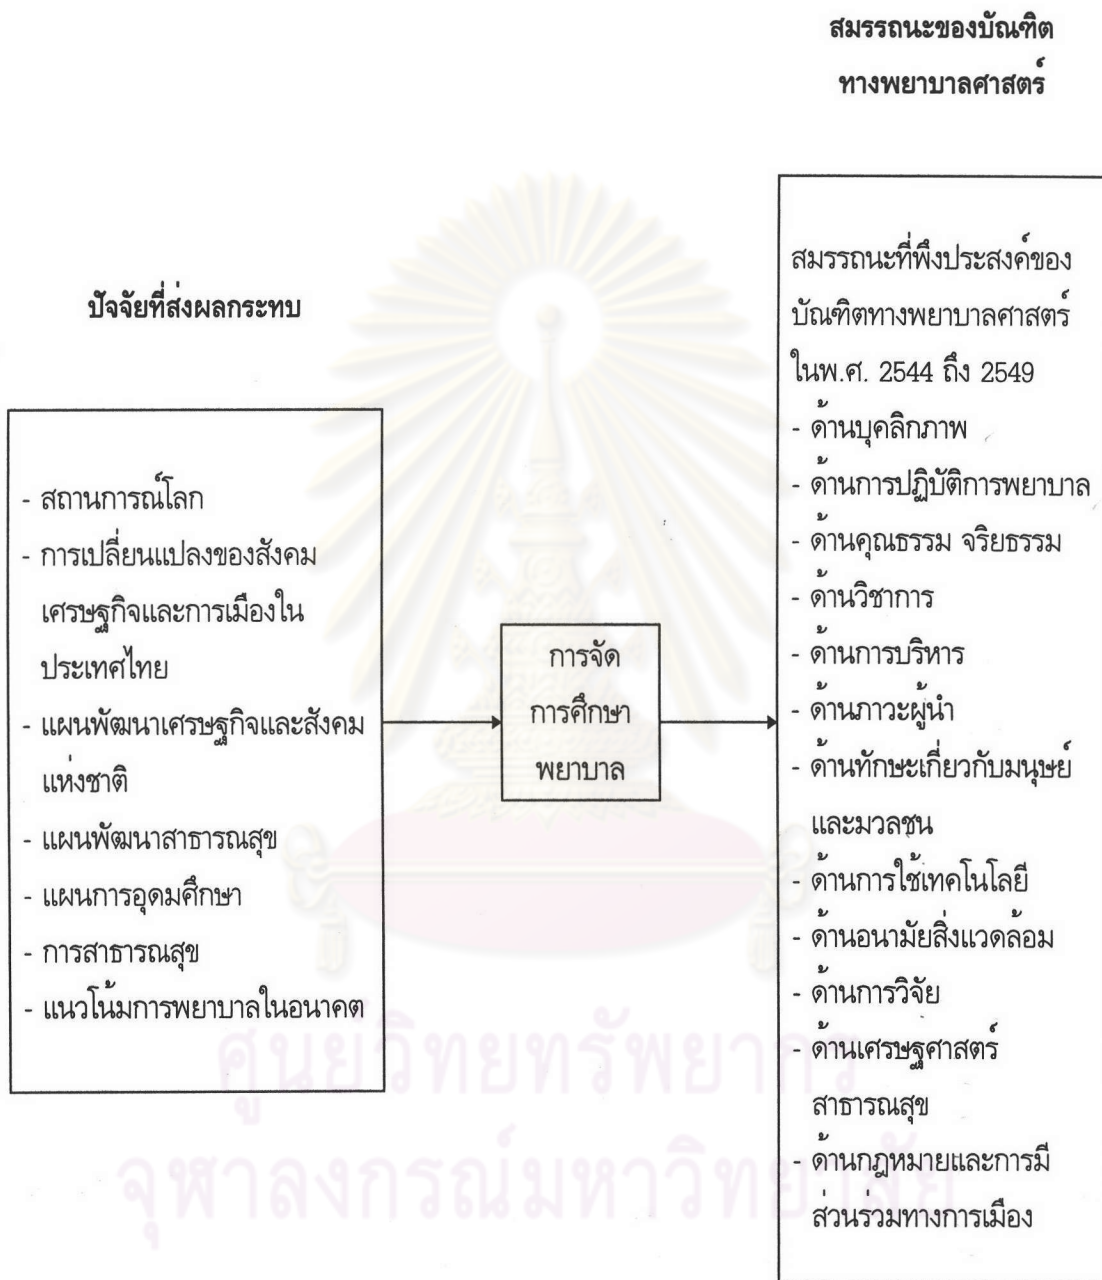 สมรรถนะของบัณฑิต
ทางพยาบาลศาสตร์
ปัจจัยที่ส่งผลกระทบ
- สถานการณ์โลก
- การเปลี่ยนแปลงของสังคม
เศรษฐกิจและการเมืองใน
ประเทศไทย
- แผนพัฒนาเศรษฐกิจและสังคม
แห่งชาติ
- แผนพัฒนาสาธารณสุข
- แผนการอุดมศึกษา
- การสาธารณสุข
- แนวโน้มการพยาบาลในอนาคต
การจัด
การศึกษา
พยาบาล
สมรรถนะที่พึงประสงค์ของ
บัณฑิตทางพยาบาลศาสตร์
ในพ.ศ. 2544 ถึง 2549
- ด้านบุคลิกภาพ
- ด้านการปฏิบัติการพยาบาล
- ด้านคุณธรรม จริยธรรม
- ด้านวิชาการ
- ด้านการบริหาร
- ด้านภาวะผู้นำ
- ด้านทักษะเกี่ยวกับมนุษย์
และมวลชน
- ด้านการใช้เทคโนโลยี
- ด้านอนามัยสิ่งแวดล้อม
- ด้านการวิจัย
- ด้านเศรษฐศาสตร์
สาธารณสุข
- ด้านกฎหมายและการมี
ส่วนร่วมทางการเมือง
ศูนย์วิทยทรัพยากร
จุฬาลงกรณ์มหาวิทยาลัย